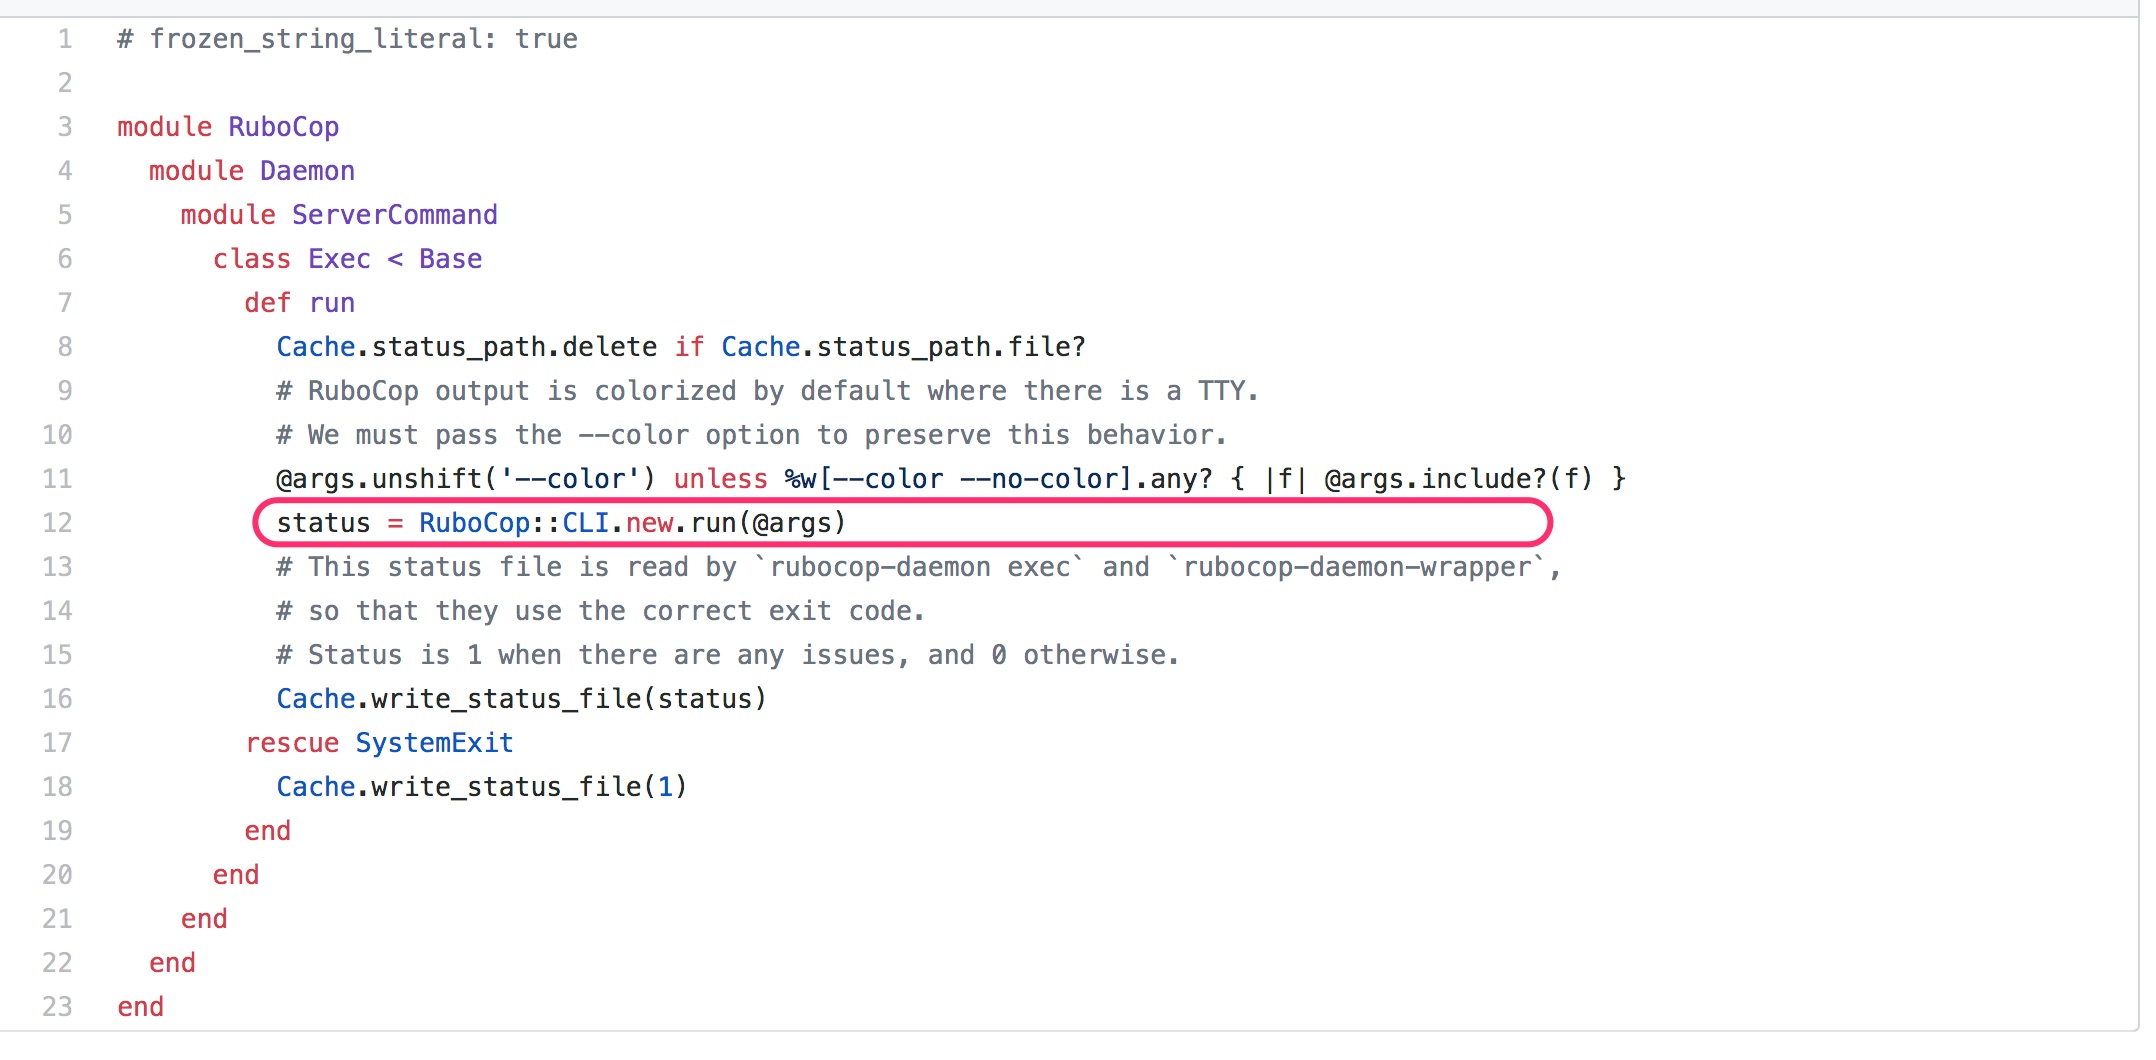 1 # frozen_string_literal: true
2
3 module RuboCop
4   module Daemon
5     module ServerCommand
6       class Exec < Base
7         def run
8           Cache.status_path.delete if Cache.status_path.file?
9           # RuboCop output is colorized by default where there is a TTY.
10           # We must pass the --color option to preserve this behavior.
11           @args.unshift('--color') unless %w[--color --no-color].any? { |f| @args.include?(f) }
12           status = RuboCop::CLI.new.run(@args)
13           # This status file is read by `rubocop-daemon exec` and `rubocop-daemon-wrapper`,
14           # so that they use the correct exit code.
15           # Status is 1 when there are any issues, and 0 otherwise.
16           Cache.write_status_file(status)
17         rescue SystemExit
18           Cache.write_status_file(1)
19         end
20       end
21     end
22   end
23 end